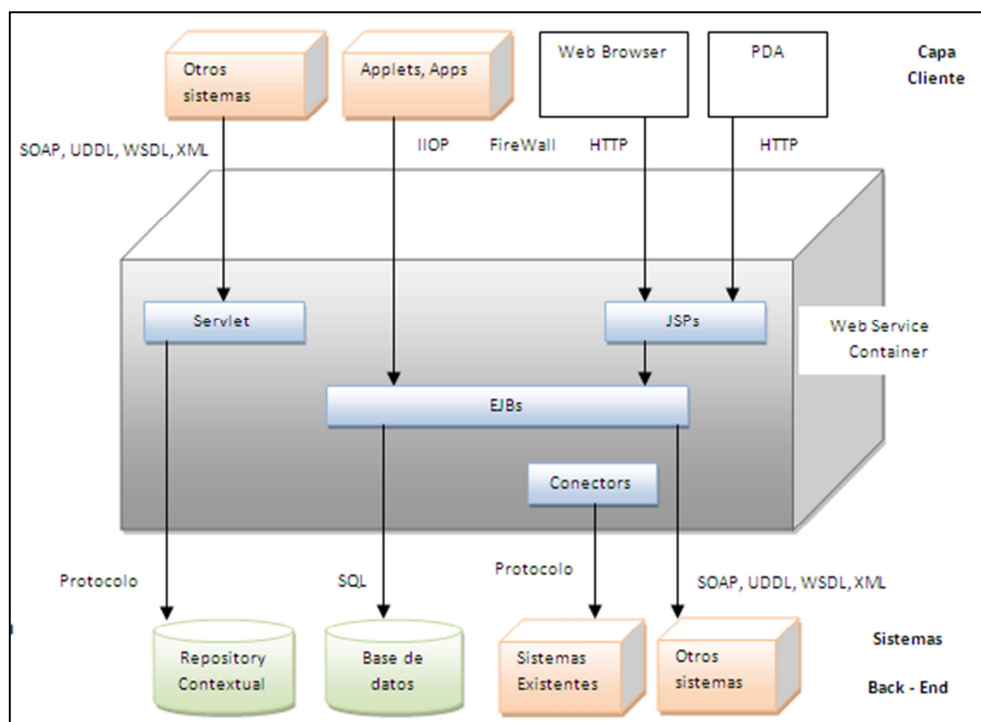 Otros
sistemas
Applets, Apps
Web Browser
PDA
Capa
Cliente
SOAP, UDDL, WSDL, XML
IIOP
FireWall
HTTP
HTTP
Servlet
JSPs
Web Service
Container
EJBs
Conectors
Protocolo
SQL
Protocolo
SOAP, UDDL, WSDL, XML
Repository
Contextual
Base de
datos
Sistemas
Existentes
Otros
sistemas
Sistemas
Back - End